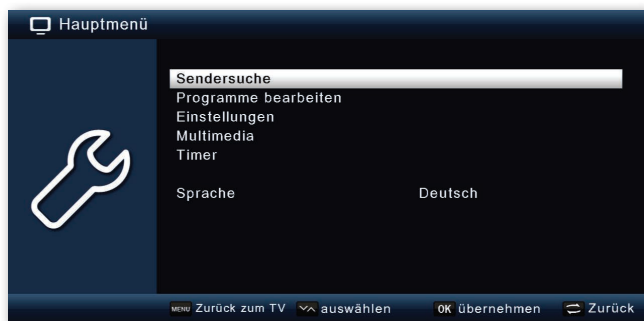 Hauptmenü
Sendersuche
Programme bearbeiten
Einstellungen
Multimedia
Timer
Sprache Deutsch
MENU Zurück zum TV auswählen OK übernehmen Zurück